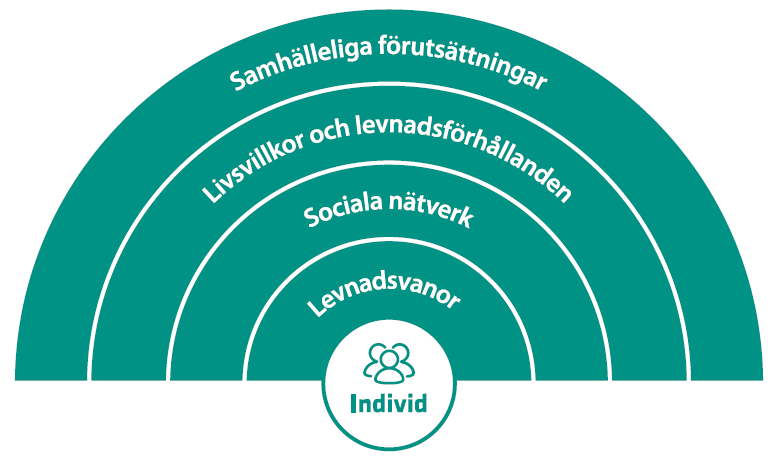 Samhälleliga förutsättningar
Livsvillkor och levnadsförhållanden
Sociala nätverk
Levnadsvanor
Individ